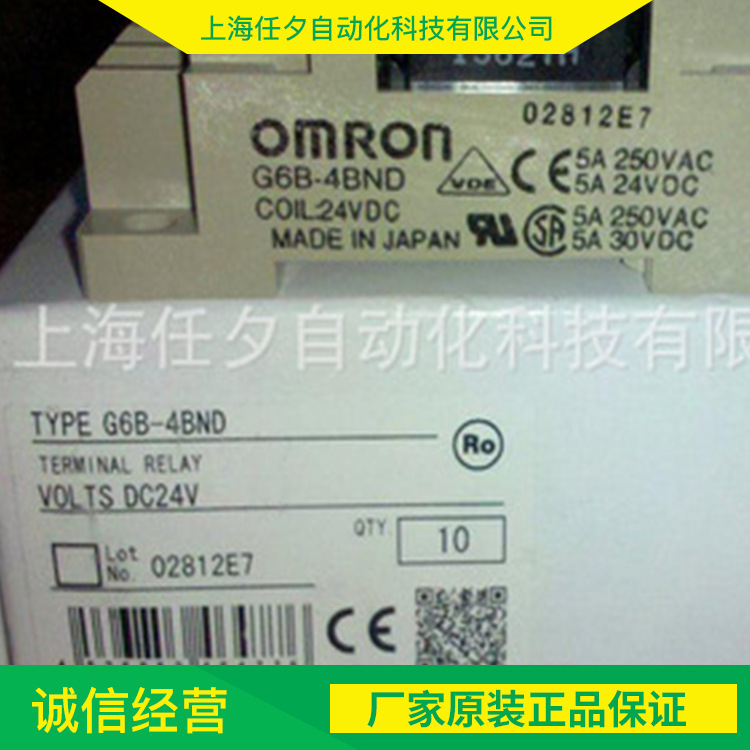 上海任夕自动化科技有限公司
02812E7
OMRON
G6B-4BND
VDE
CE
5A 250VAC
5A 24VDC
COIL:24VDC
5A 250VAC
5A 30VDC
MADE IN JAPAN
上海任夕自动化科技有限
TYPE G6B-4BND
Ro
TERMINAL RELAY
VOLTS DC24V
QTY. 10
Lot No. 02812E7
CE
诚信经营
厂家原装正品保证